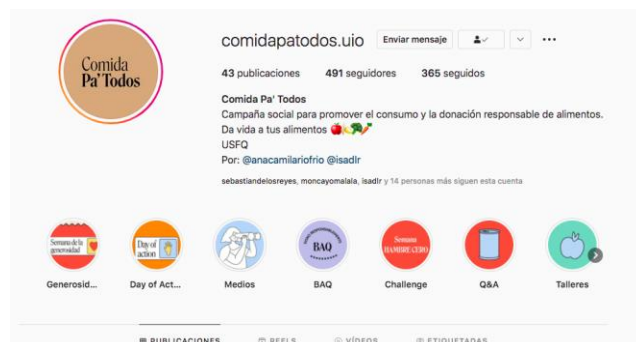 Comida
Pa' Todos
comidapatodos.uio Enviar mensaje
43 publicaciones 491 seguidores 365 seguidos
Comida Pa' Todos
Campaña social para promover el consumo y la donación responsable de alimentos.
Da vida a tus alimentos 🍎🍌🥦🥕
USFQ
Por: @anacamilariofrio @isadlr
sebastiandelosreyes, moncayomalala, isadlr y 14 personas más siguen esta cuenta
Semana de la
generosidad
Day of
action
BAQ
Semana
HAMBRE CERO
Generosid... Day of Act... Medios BAQ Challenge Q&A Talleres
PUBLICACIONES REELS VÍDEOS ETIQUETADAS